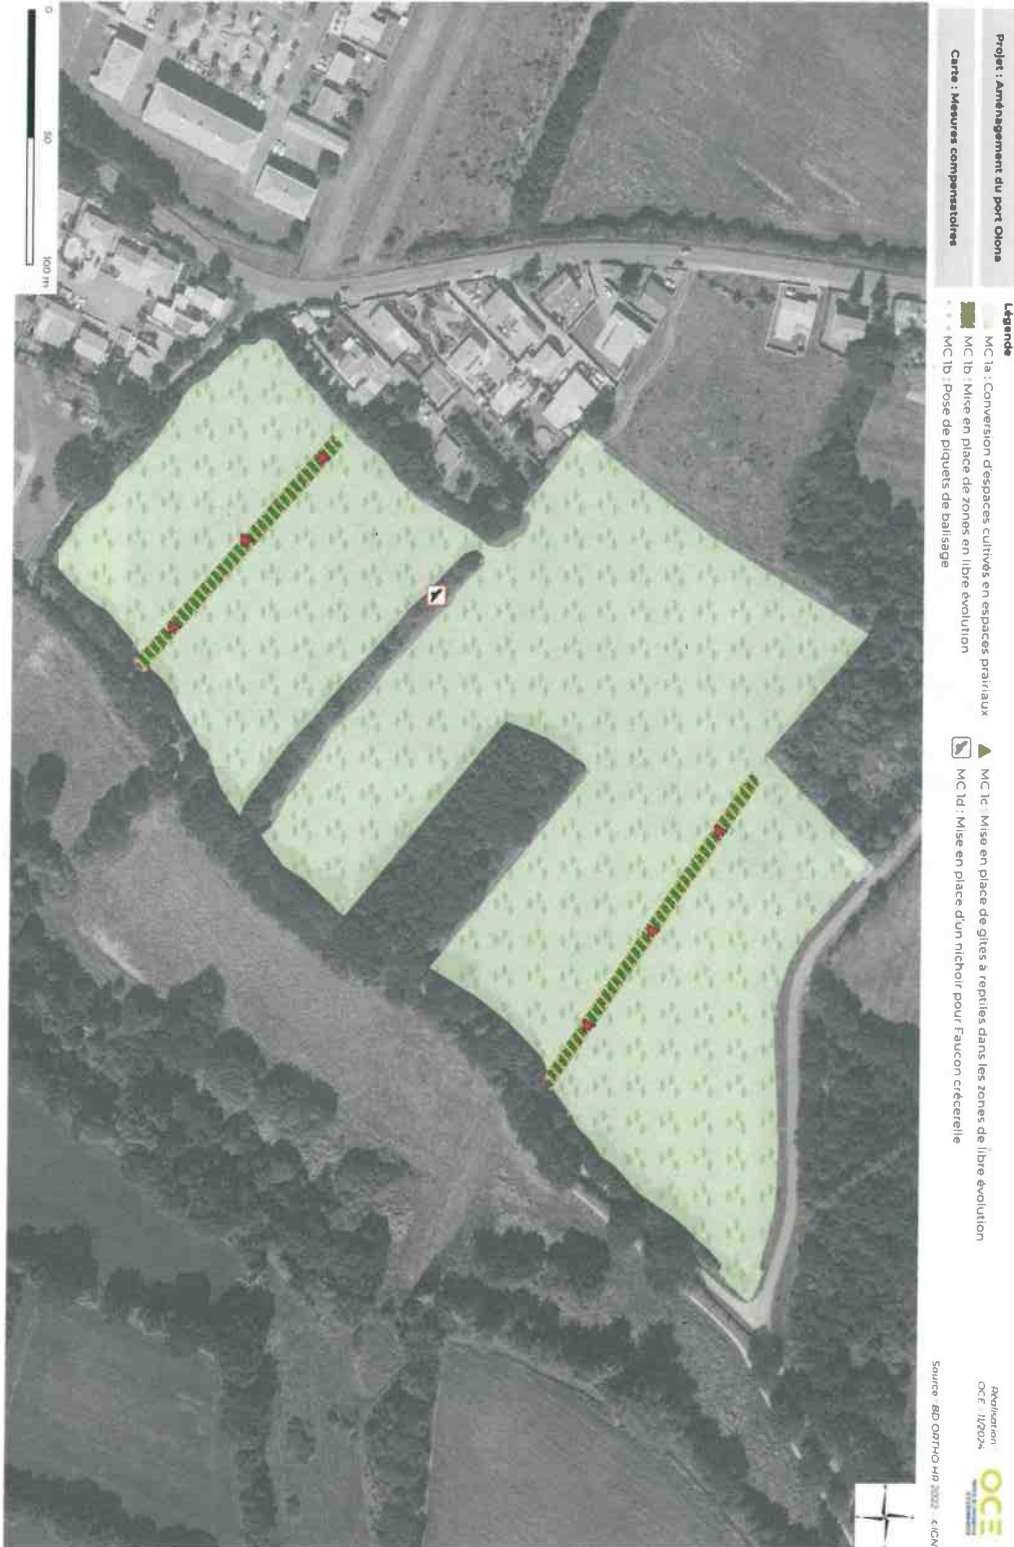 Projet : Aménagement du port Olona
Carte : Mesures compensatoires
Légende
MC 1a : Conversion d'espaces cultivés en espaces prairiaux
MC 1b : Mise en place de zones en libre évolution
MC 1b : Pose de piquets de balisage
MC 1c : Mise en place de gîtes à reptiles dans les zones de libre évolution
MC 1d : Mise en place d'un nichoir pour Faucon crécerelle
Réalisation
OCE - 11/2024
OCE
Source : BD ORTHO HR 2022 - © IGN
0 50 100 m